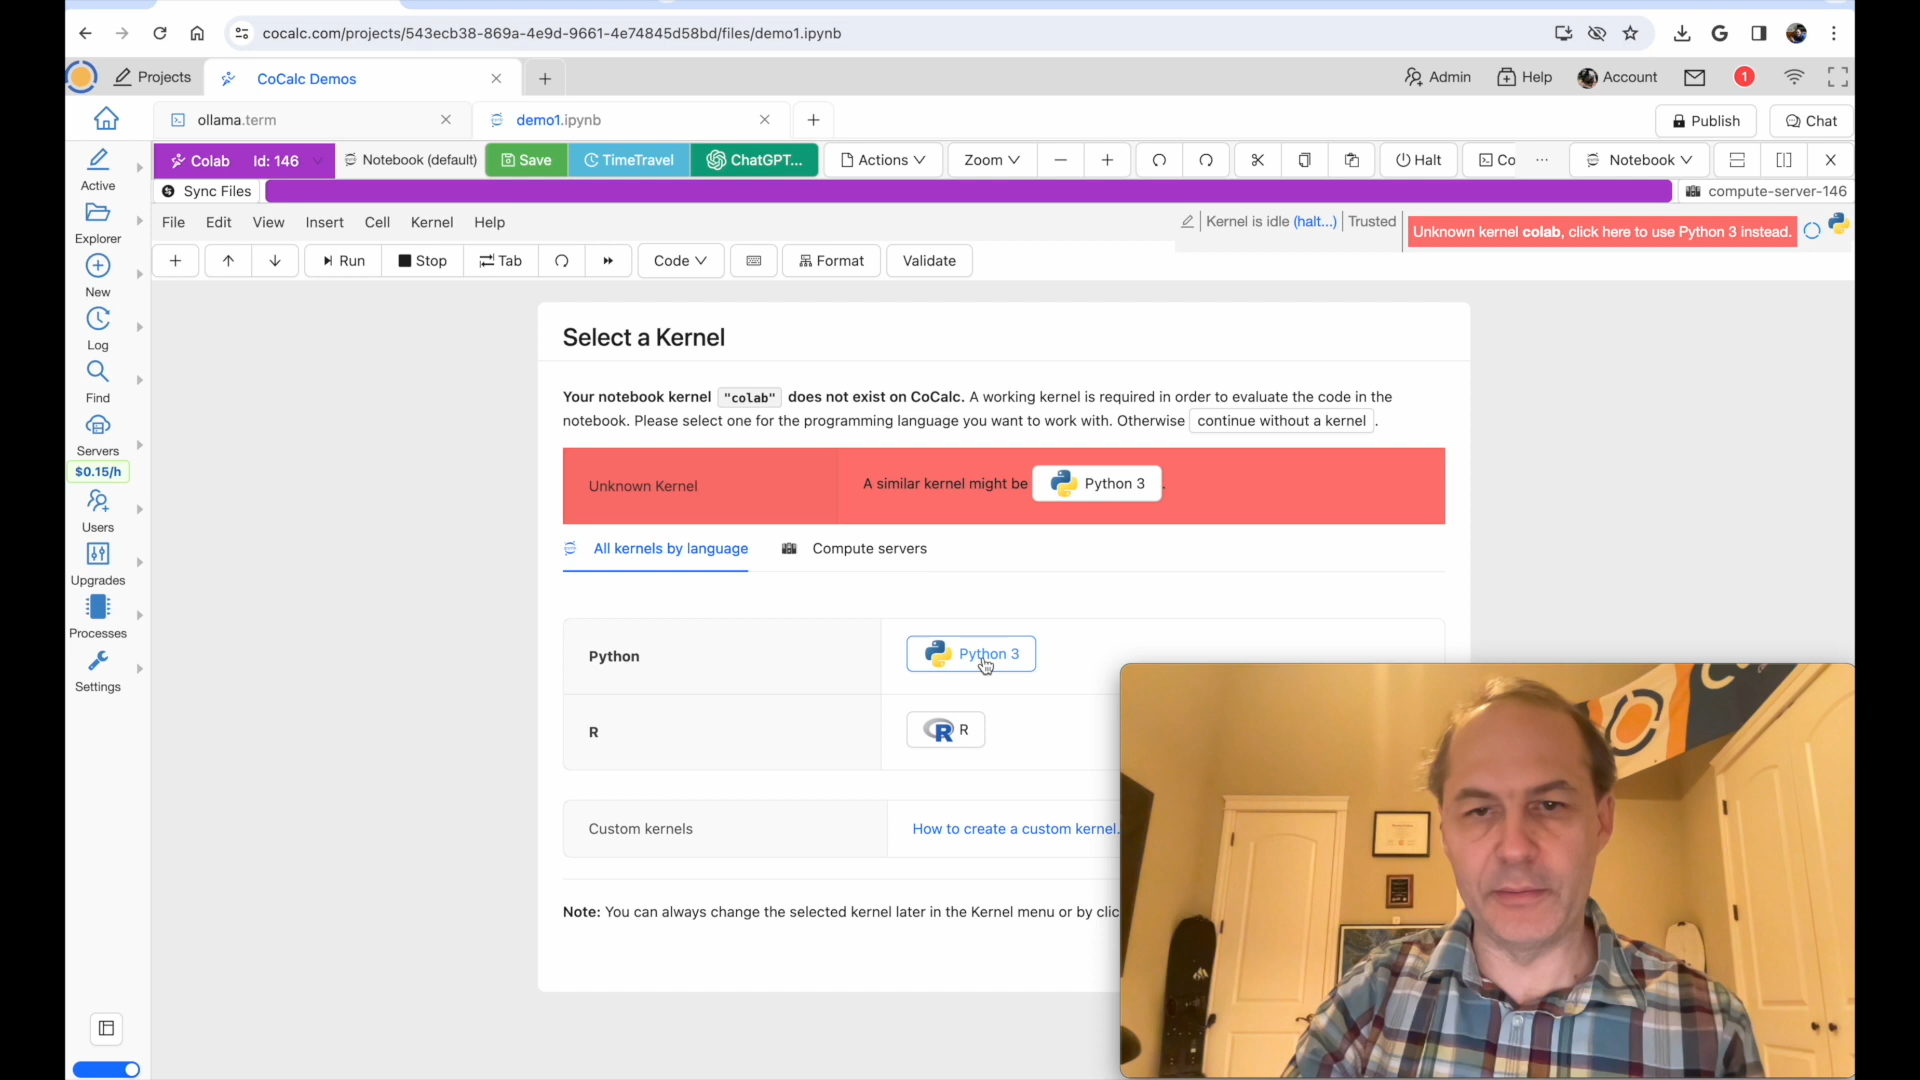 cocalc.com/projects/543ecb38-869a-4e9d-9661-4e74845d58bd/files/demo1.ipynb
Projects
CoCalc Demos
Admin
Help
Account
1
ollama.term
demo1.ipynb
Publish
Chat
Colab Id: 146
Notebook (default)
Save
TimeTravel
ChatGPT...
Actions
Zoom
Halt
Co
Notebook
Sync Files
compute-server-146
File Edit View Insert Cell Kernel Help
Kernel is idle (halt...)
Trusted
Unknown kernel colab, click here to use Python 3 instead.
Run
Stop
Tab
Code
Format
Validate
Active
Explorer
New
Log
Find
Servers
$0.15/h
Users
Upgrades
Processes
Settings
Select a Kernel
Your notebook kernel "colab" does not exist on CoCalc. A working kernel is required in order to evaluate the code in the
notebook. Please select one for the programming language you want to work with. Otherwise continue without a kernel.
Unknown Kernel
A similar kernel might be Python 3.
All kernels by language
Compute servers
Python
Python 3
R
R
Custom kernels
How to create a custom kernel.
Note: You can always change the selected kernel later in the Kernel menu or by clic